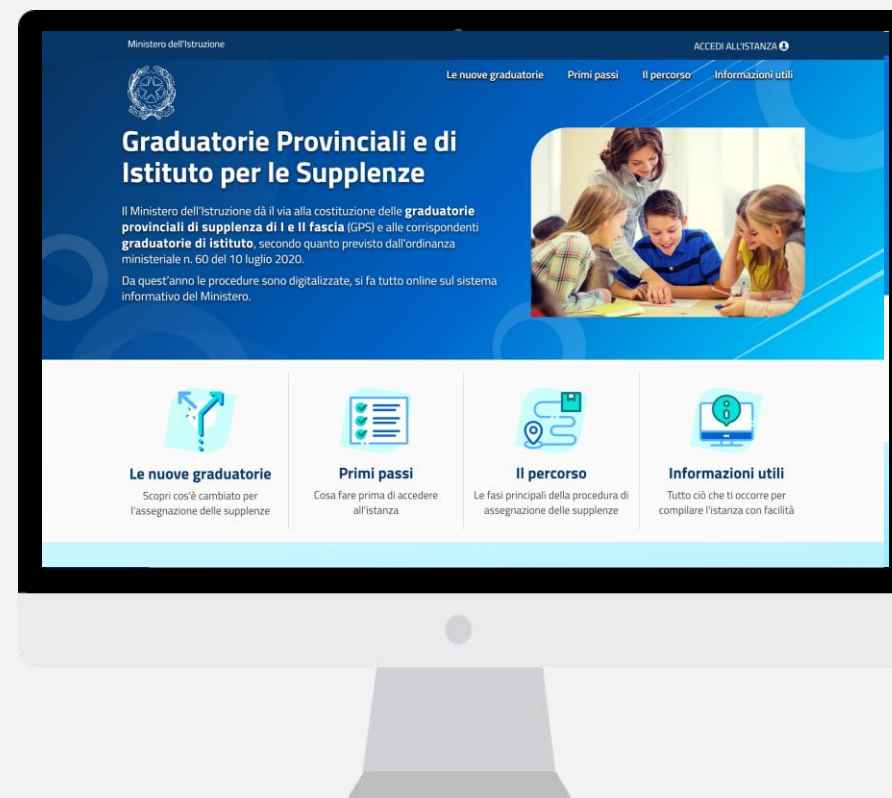 Ministero dell'Istruzione
ACCEDI ALL'ISTANZA
Le nuove graduatorie Primi passi Il percorso Informazioni utili
Graduatorie Provinciali e di
Istituto per le Supplenze
Il Ministero dell'Istruzione dà il via alla costituzione delle graduatorie
provinciali di supplenza di I e II fascia (GPS) e alle corrispondenti
graduatorie di istituto, secondo quanto previsto dall'ordinanza
ministeriale n. 60 del 10 luglio 2020.
Da quest'anno le procedure sono digitalizzate, si fa tutto online sul sistema
informativo del Ministero.
Le nuove graduatorie
Scopri cos'è cambiato per
l'assegnazione delle supplenze
Primi passi
Cosa fare prima di accedere
all'istanza
Il percorso
Le fasi principali della procedura di
assegnazione delle supplenze
Informazioni utili
Tutto ciò che ti occorre per
compilare l'istanza con facilità